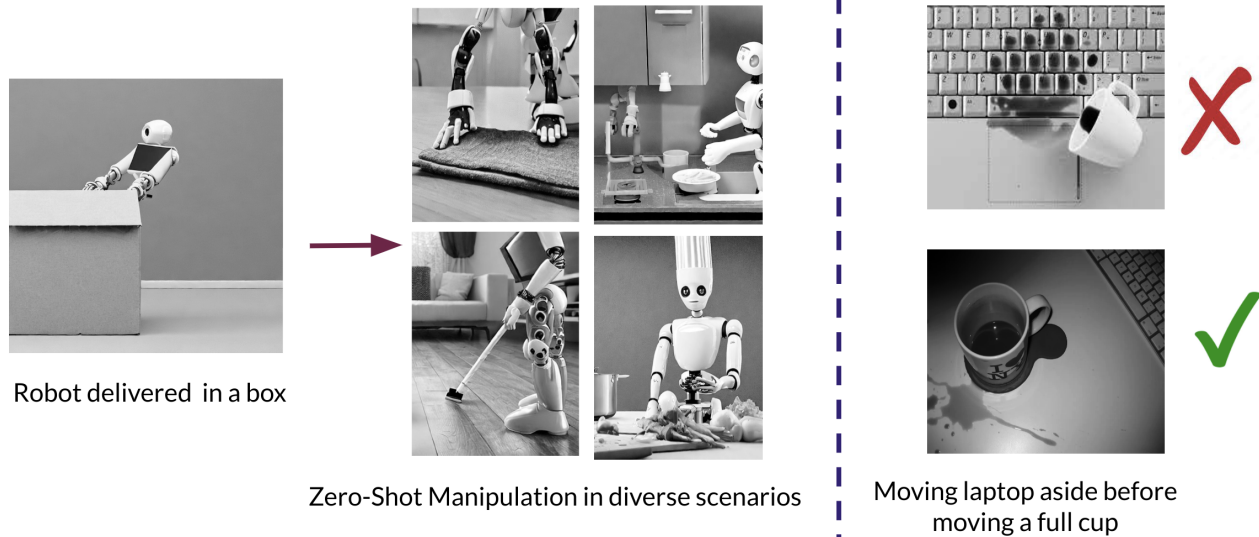 Robot delivered in a box
Zero-Shot Manipulation in diverse scenarios
Moving laptop aside before
moving a full cup